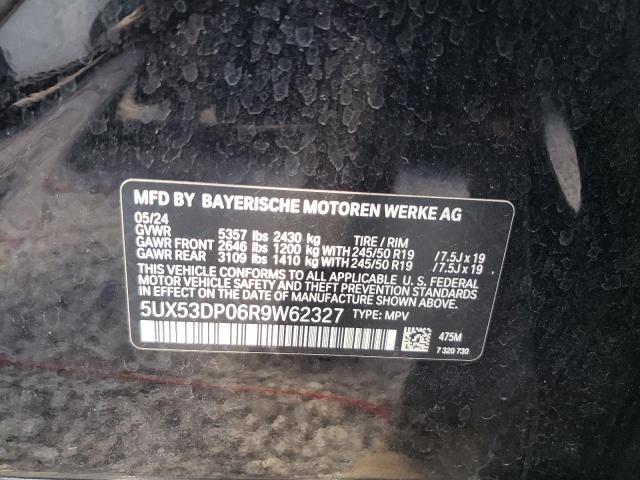 MFD BY BAYERISCHE MOTOREN WERKE AG
05/24
GVWR 5357 lbs 2430 kg TIRE / RIM
GAWR FRONT 2646 lbs 1200 kg WITH 245/50 R19 /7.5J x 19
GAWR REAR 3109 lbs 1410 kg WITH 245/50 R19 /7.5J x 19
THIS VEHICLE CONFORMS TO ALL APPLICABLE U. S. FEDERAL
MOTOR VEHICLE SAFETY AND THEFT PREVENTION STANDARDS
IN EFFECT ON THE DATE OF MANUFACTURE SHOWN ABOVE.
5UX53DP06R9W62327 TYPE: MPV
475M
7 320 730